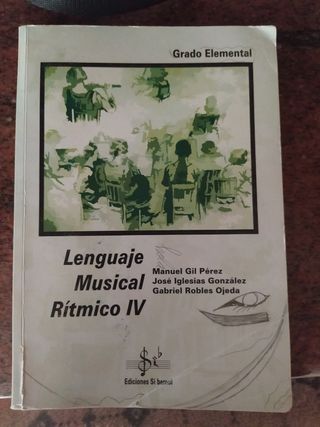 Grado Elemental
Lenguaje
Musical
Rítmico IV
Manuel Gil Pérez
José Iglesias González
Gabriel Robles Ojeda
Ediciones Si bemol